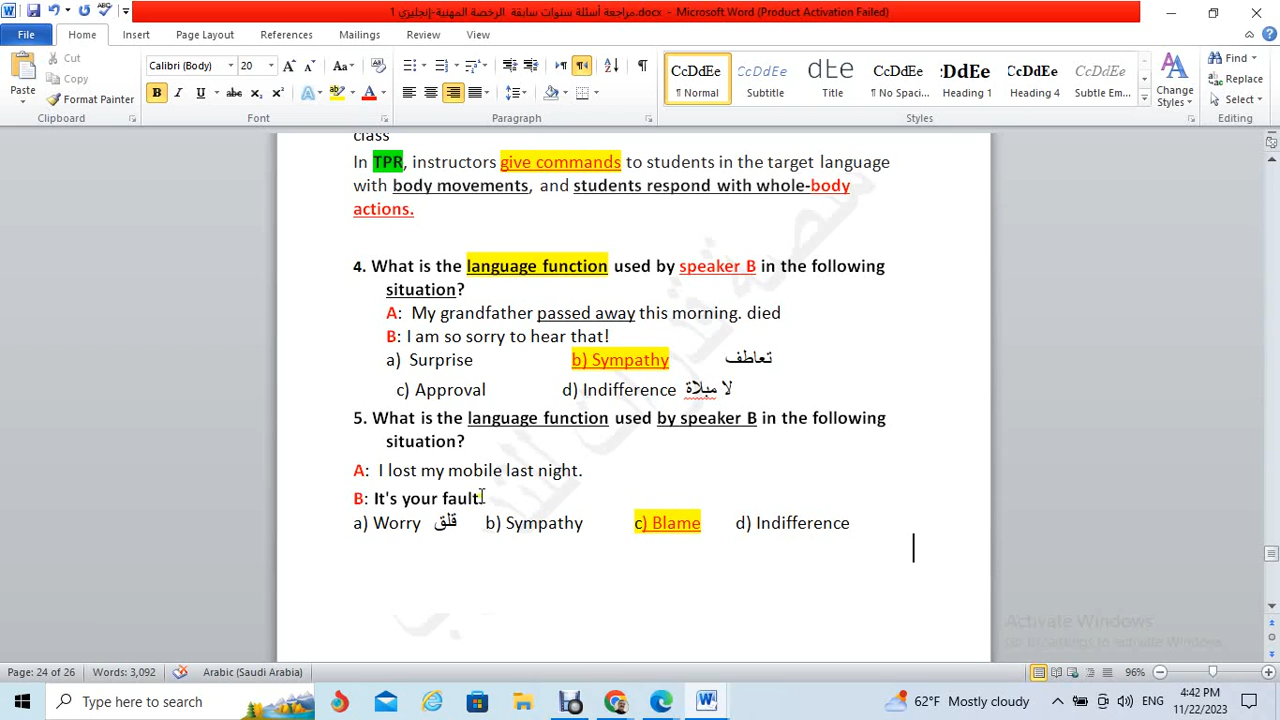 مراجعة أسئلة سنوات سابقة الرخصة المهنية-إنجليزي 1.docx - Microsoft Word (Product Activation Failed)
File Home Insert Page Layout References Mailings Review View
Cut
Copy
Format Painter
Paste
Calibri (Body) 20
Normal Subtitle Title No Spaci... Heading 1 Heading 4 Subtle Em...
Change Styles
Find
Replace
Select
Clipboard Font Paragraph Styles Editing
class
In TPR, instructors give commands to students in the target language
with body movements, and students respond with whole-body
actions.
4. What is the language function used by speaker B in the following
situation?
A: My grandfather passed away this morning. died
B: I am so sorry to hear that!
a) Surprise b) Sympathy تعاطف
c) Approval d) Indifference لا مبلاة
5. What is the language function used by speaker B in the following
situation?
A: I lost my mobile last night.
B: It's your fault.
a) Worry قلق b) Sympathy c) Blame d) Indifference
Activate Windows
Go to Settings to activate Windows.
Page: 24 of 26 Words: 3,092 Arabic (Saudi Arabia) 96%
Type here to search
62°F Mostly cloudy ENG 4:42 PM
11/22/2023